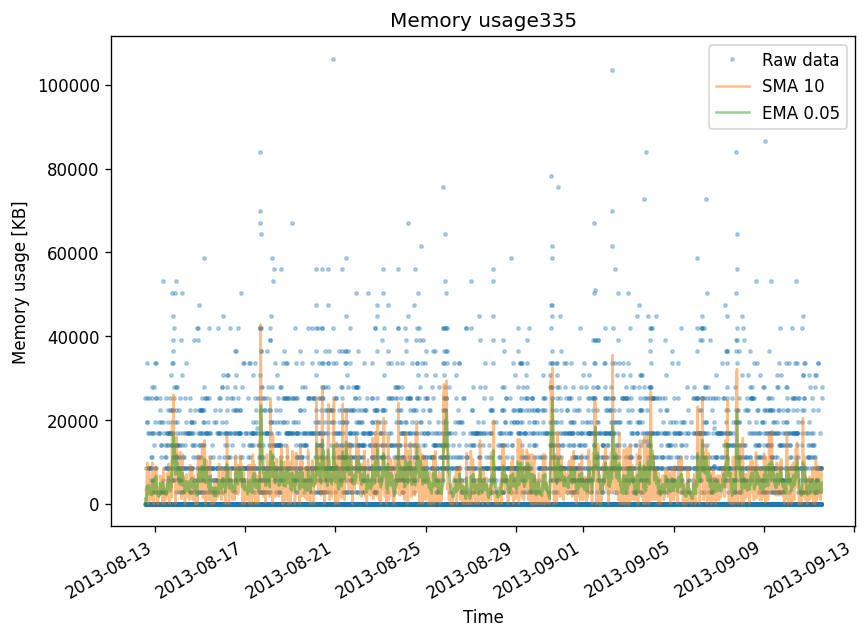 Memory usage335
Raw data
SMA 10
EMA 0.05
Memory usage [KB]
100000
80000
60000
40000
20000
0
2013-08-13
2013-08-17
2013-08-21
2013-08-25
2013-08-29
2013-09-01
2013-09-05
2013-09-09
2013-09-13
Time